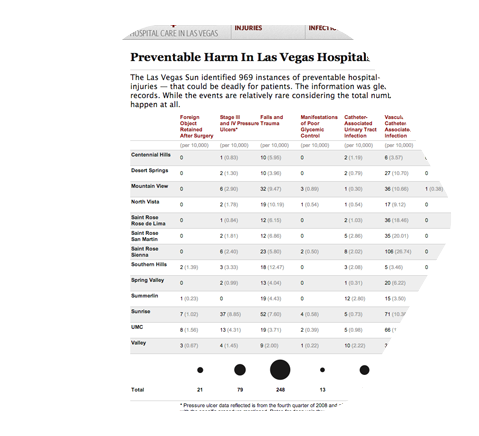 HOSPITAL CARE IN LAS VEGAS INJURIES INFECTI
Preventable Harm In Las Vegas Hospital
The Las Vegas Sun identified 969 instances of preventable hospital-
injuries — that could be deadly for patients. The information was gle
records. While the events are relatively rare considering the total num
happen at all.
Foreign Object Retained After Surgery Stage III and IV Pressure Ulcers* Falls and Trauma Manifestations of Poor Glycemic Control Catheter-Associated Urinary Tract Infection Vascul Catheter Associate Infection
(per 10,000) (per 10,000) (per 10,000) (per 10,000) (per 10,000) (per 10,000)
Centennial Hills 0 1 (0.83) 10 (5.95) 0 2 (1.19) 6 (3.57)
Desert Springs 0 2 (1.30) 10 (3.96) 0 2 (0.79) 27 (10.70) 0
Mountain View 0 6 (2.90) 32 (9.47) 3 (0.89) 1 (0.30) 36 (10.66) 1 (0.36)
North Vista 0 2 (1.78) 19 (10.19) 1 (0.54) 1 (0.54) 17 (9.12) 0
Saint Rose Rose de Lima 0 1 (0.84) 12 (6.15) 0 2 (1.03) 36 (18.46) 0
Saint Rose San Martin 0 2 (1.81) 12 (6.88) 0 5 (2.86) 35 (20.01) 0
Saint Rose Sienna 0 6 (2.40) 23 (5.80) 2 (0.50) 8 (2.02) 106 (26.74) 0
Southern Hills 2 (1.39) 3 (3.33) 18 (12.47) 0 3 (2.08) 5 (3.46) 0
Spring Valley 0 2 (0.99) 13 (4.04) 0 1 (0.31) 20 (6.22)
Summerlin 1 (0.23) 0 19 (4.43) 0 12 (2.80) 15 (3.50)
Sunrise 7 (1.02) 37 (9.85) 52 (7.60) 4 (0.58) 5 (0.73) 71 (10.3
UMC 8 (1.56) 13 (4.31) 19 (3.71) 2 (0.39) 5 (0.98) 66 (1
Valley 3 (0.67) 4 (1.45) 9 (2.00) 1 (0.22) 10 (2.22) 7
Total 21 79 248 13
* Pressure ulcer data reflected is from the fourth quarter of 2008 and